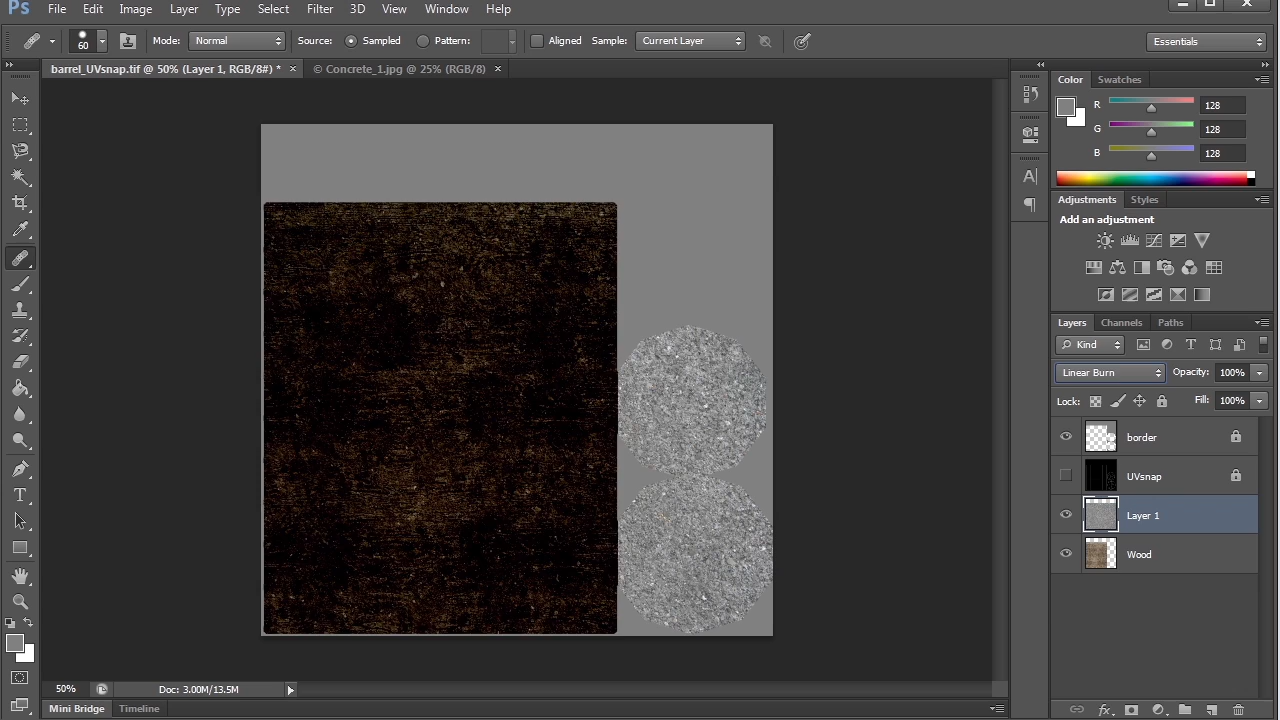 Ps File Edit Image Layer Type Select Filter 3D View Window Help
60 Mode: Normal Source: Sampled Pattern: Aligned Sample: Current Layer Essentials
barrel_UVsnap.tif @ 50% (Layer 1, RGB/8#) * × © Concrete_1.jpg @ 25% (RGB/8) ×
Color Swatches
R 128
G 128
B 128
Adjustments Styles
Add an adjustment
Layers Channels Paths
Kind
Linear Burn Opacity: 100%
Lock: Fill: 100%
border
UVsnap
Layer 1
Wood
50% Doc: 3.00M/13.5M
Mini Bridge Timeline